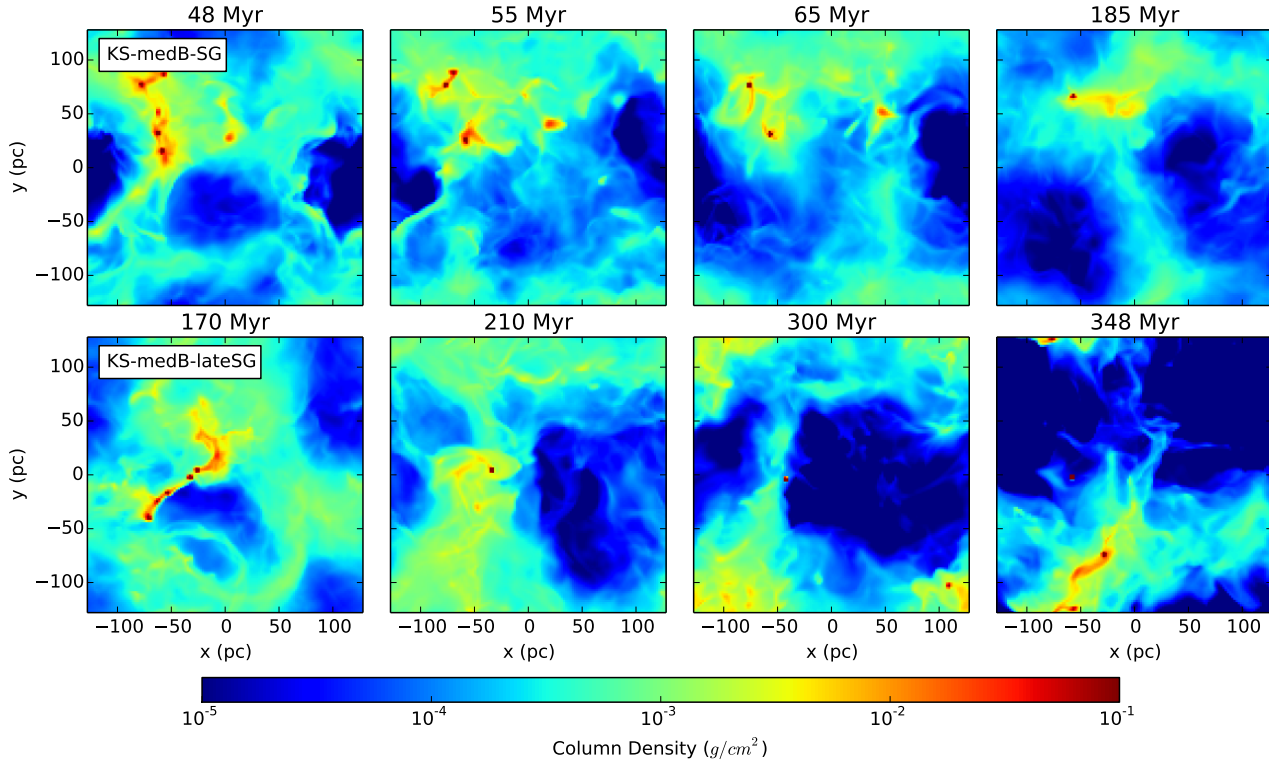 48 Myr 55 Myr 65 Myr 185 Myr
KS-medB-SG
100
50
0
−50
−100
y (pc)
170 Myr 210 Myr 300 Myr 348 Myr
KS-medB-lateSG
100
50
0
−50
−100
y (pc)
−100 −50 0 50 100 −100 −50 0 50 100 −100 −50 0 50 100 −100 −50 0 50 100
x (pc) x (pc) x (pc) x (pc)
10⁻⁵ 10⁻⁴ 10⁻³ 10⁻² 10⁻¹
Column Density (g/cm²)